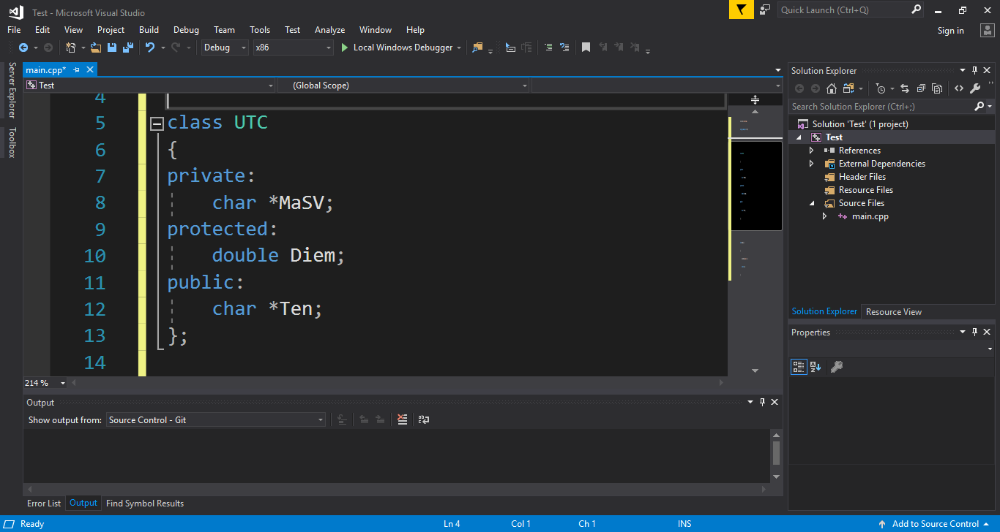 Test - Microsoft Visual Studio
Quick Launch (Ctrl+Q)
File Edit View Project Build Debug Team Tools Test Analyze Window Help
Sign in
Debug x86 Local Windows Debugger
Server Explorer
Toolbox
main.cpp*
Test (Global Scope)
4
5 class UTC
6 {
7 private:
8 char *MaSV;
9 protected:
10 double Diem;
11 public:
12 char *Ten;
13 };
14
214 %
Output
Show output from: Source Control - Git
Error List Output Find Symbol Results
Solution Explorer
Search Solution Explorer (Ctrl+;)
Solution 'Test' (1 project)
Test
References
External Dependencies
Header Files
Resource Files
Source Files
main.cpp
Solution Explorer Resource View
Properties
Ready Ln 4 Col 1 Ch 1 INS Add to Source Control